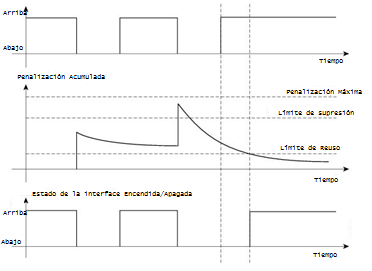 Arriba
Abajo
Tiempo
Penalización Acumulada
Penalización Máxima
Límite de supresión
Límite de Reuso
Tiempo
Estado de la interface Encendida/Apagada
Arriba
Abajo
Tiempo